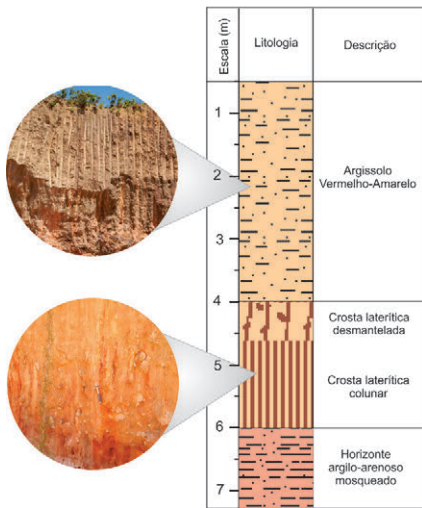 Escala (m)
Litologia
Descrição
1
2
3
4
5
6
7
Argissolo
Vermelho-Amarelo
Crosta laterítica
desmantelada
Crosta laterítica
colunar
Horizonte
argilo-arenoso
mosqueado